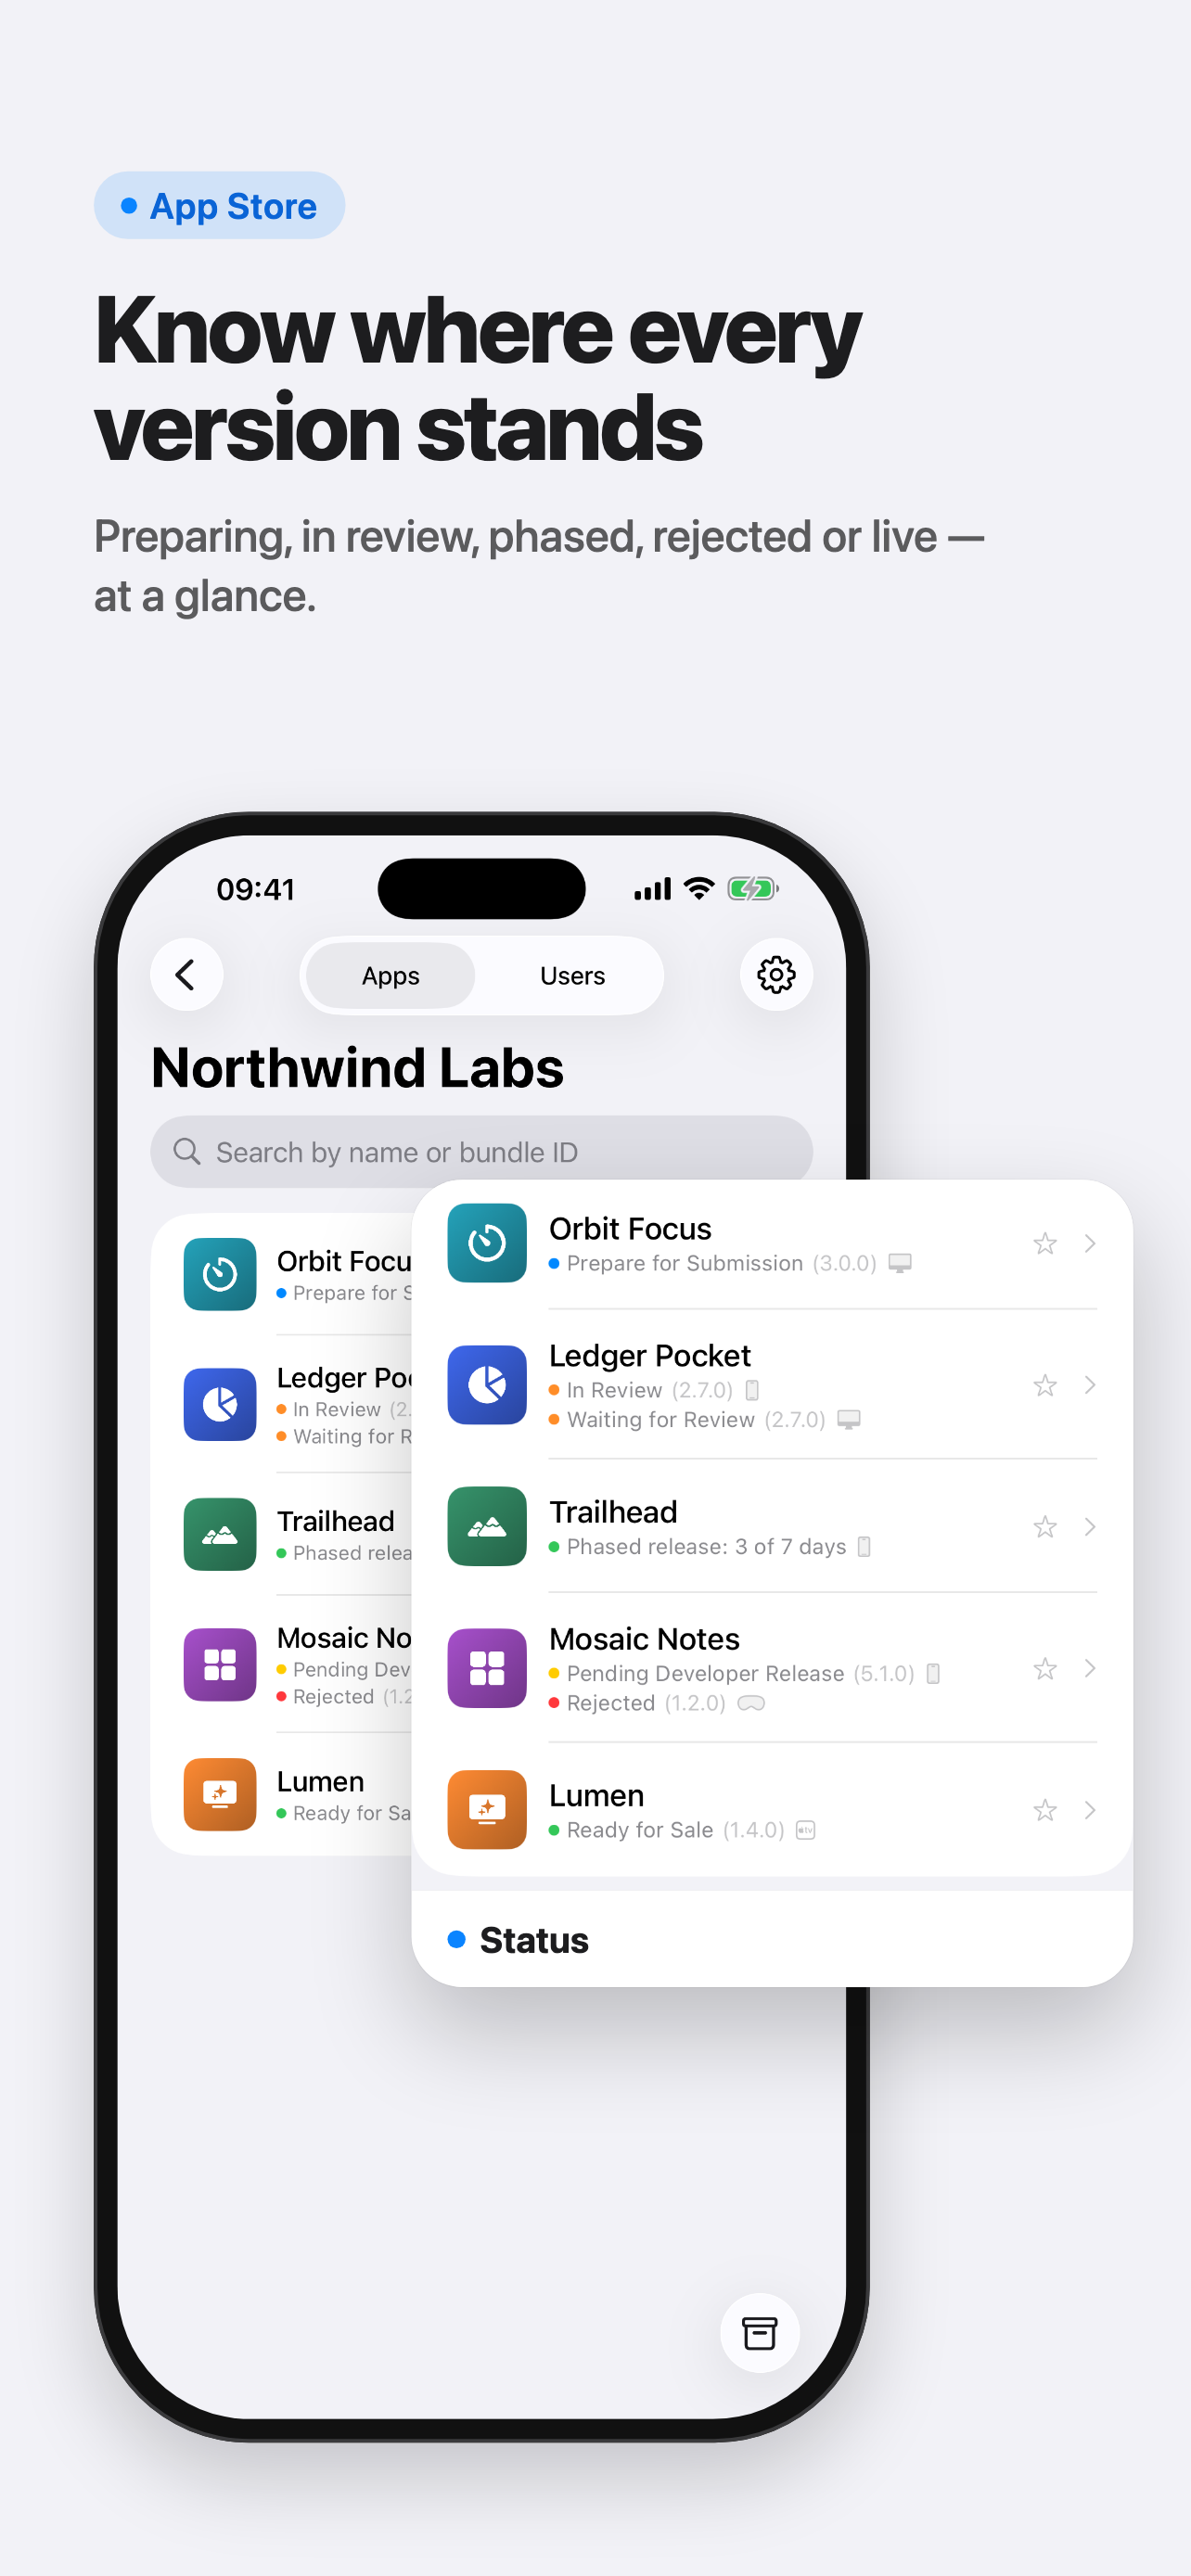 App Store
Know where every
version stands
Preparing, in review, phased, rejected or live —
at a glance.
09:41
Apps
Users
Northwind Labs
Search by name or bundle ID
Orbit Focu
Prepare for S
Ledger Poc
In Review (2.
Waiting for R
Trailhead
Phased relea
Mosaic No
Pending Dev
Rejected (1.2
Lumen
Ready for Sa
Orbit Focus
Prepare for Submission (3.0.0)
Ledger Pocket
In Review (2.7.0)
Waiting for Review (2.7.0)
Trailhead
Phased release: 3 of 7 days
Mosaic Notes
Pending Developer Release (5.1.0)
Rejected (1.2.0)
Lumen
Ready for Sale (1.4.0)
tv
Status